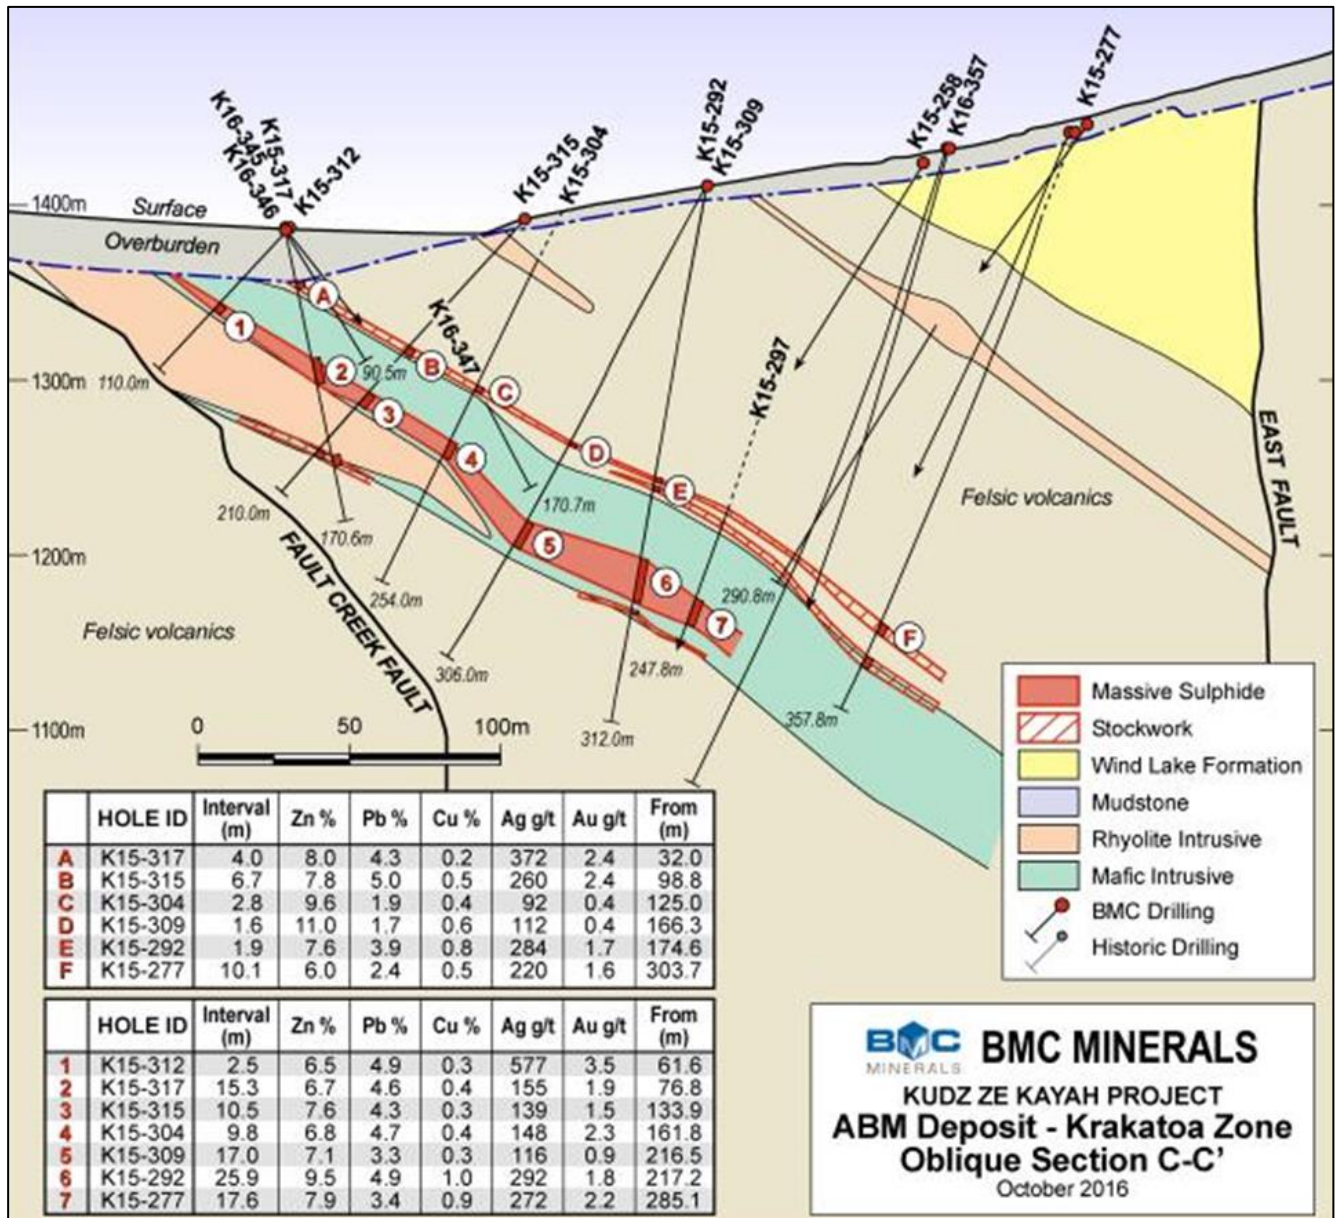 K16-345
K15-317
K16-346
K15-312
K15-315
K15-304
K15-292
K15-309
K15-258
K16-357
K15-277
1400m
Surface
Overburden
A
1
K16-347
B
2
90.5m
1300m
110.0m
C
3
K15-297
EAST FAULT
D
4
E
Felsic volcanics
170.7m
210.0m
170.6m
5
1200m
FAULT CREEK FAULT
254.0m
6
290.8m
7
F
Felsic volcanics
306.0m
247.8m
357.8m
312.0m
1100m
0 50 100m
Massive Sulphide
Stockwork
Wind Lake Formation
Mudstone
Rhyolite Intrusive
Mafic Intrusive
BMC Drilling
Historic Drilling
HOLE ID Interval (m) Zn % Pb % Cu % Ag g/t Au g/t From (m)
A K15-317 4.0 8.0 4.3 0.2 372 2.4 32.0
B K15-315 6.7 7.8 5.0 0.5 260 2.4 98.8
C K15-304 2.8 9.6 1.9 0.4 92 0.4 125.0
D K15-309 1.6 11.0 1.7 0.6 112 0.4 166.3
E K15-292 1.9 7.6 3.9 0.8 284 1.7 174.6
F K15-277 10.1 6.0 2.4 0.5 220 1.6 303.7
HOLE ID Interval (m) Zn % Pb % Cu % Ag g/t Au g/t From (m)
1 K15-312 2.5 6.5 4.9 0.3 577 3.5 61.6
2 K15-317 15.3 6.7 4.6 0.4 155 1.9 76.8
3 K15-315 10.5 7.6 4.3 0.3 139 1.5 133.9
4 K15-304 9.8 6.8 4.7 0.4 148 2.3 161.8
5 K15-309 17.0 7.1 3.3 0.3 116 0.9 216.5
6 K15-292 25.9 9.5 4.9 1.0 292 1.8 217.2
7 K15-277 17.6 7.9 3.4 0.9 272 2.2 285.1
BMC
MINERALS
BMC MINERALS
KUDZ ZE KAYAH PROJECT
ABM Deposit - Krakatoa Zone
Oblique Section C-C’
October 2016